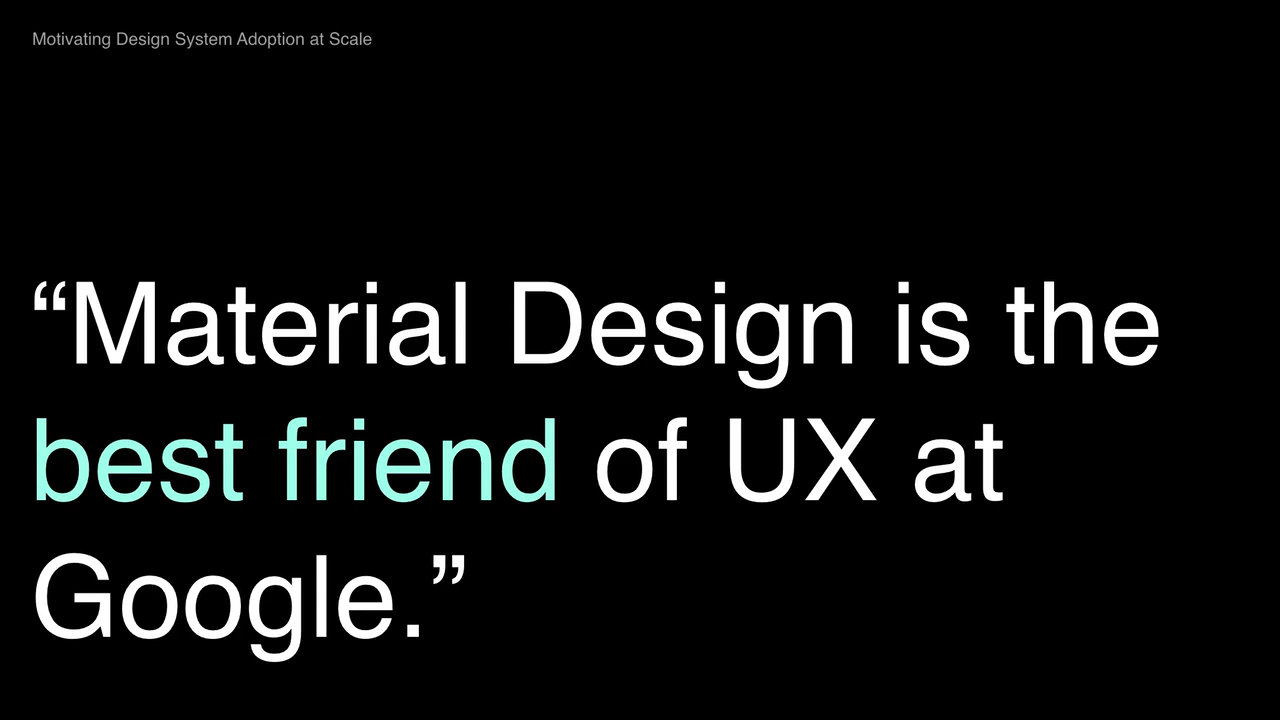 Motivating Design System Adoption at Scale
“Material Design is the
best friend of UX at
Google.”